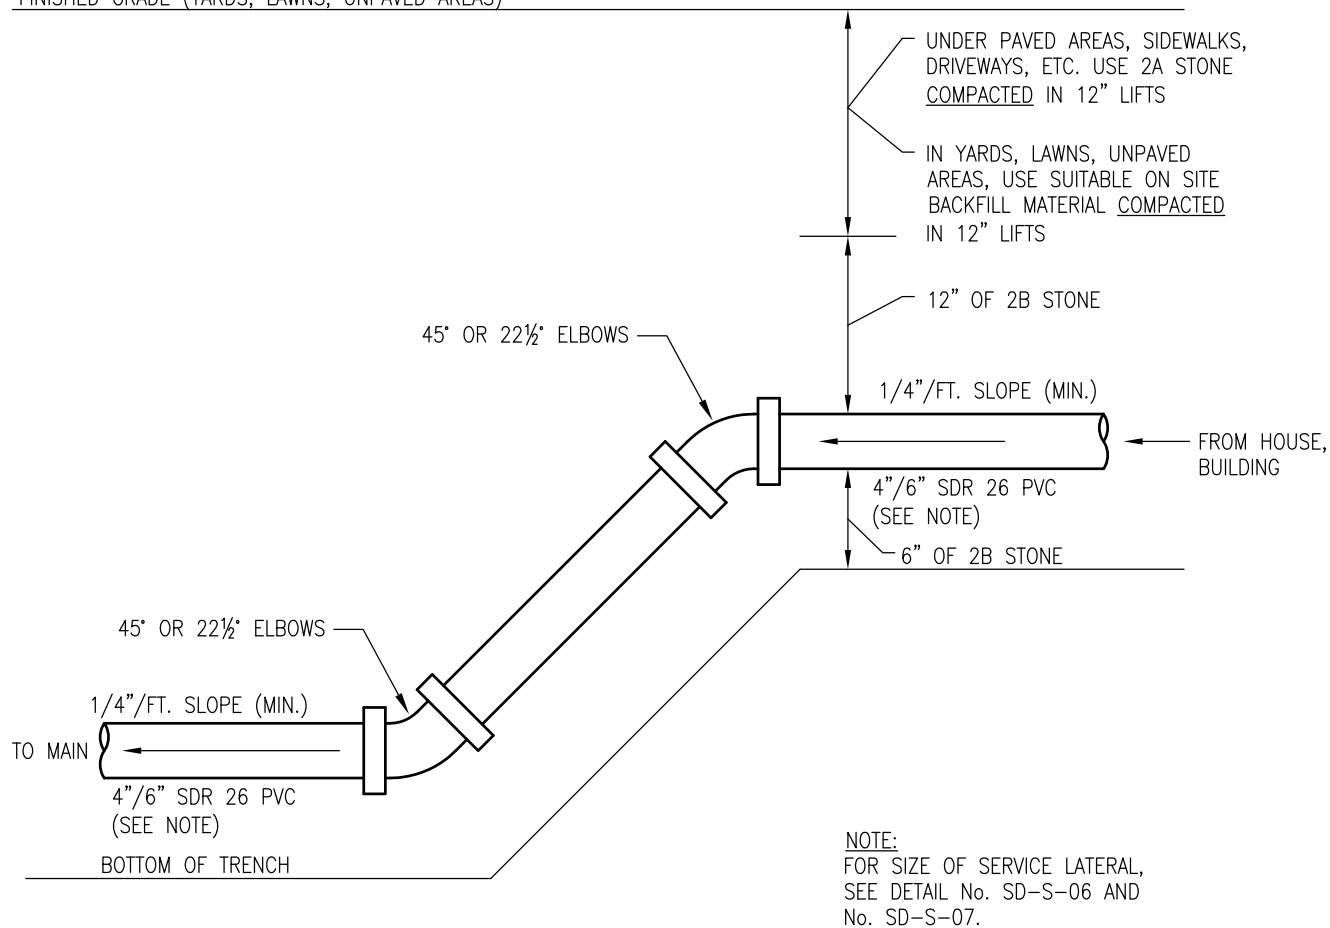 FINISHED GRADE (YARDS, LAWNS, UNPAVED AREAS)
UNDER PAVED AREAS, SIDEWALKS,
DRIVEWAYS, ETC. USE 2A STONE
COMPACTED IN 12" LIFTS
IN YARDS, LAWNS, UNPAVED
AREAS, USE SUITABLE ON SITE
BACKFILL MATERIAL COMPACTED
IN 12" LIFTS
12" OF 2B STONE
45° OR 22½° ELBOWS
1/4"/FT. SLOPE (MIN.)
FROM HOUSE,
BUILDING
4"/6" SDR 26 PVC
(SEE NOTE)
6" OF 2B STONE
45° OR 22½° ELBOWS
1/4"/FT. SLOPE (MIN.)
TO MAIN
4"/6" SDR 26 PVC
(SEE NOTE)
BOTTOM OF TRENCH
NOTE:
FOR SIZE OF SERVICE LATERAL,
SEE DETAIL No. SD-S-06 AND
No. SD-S-07.